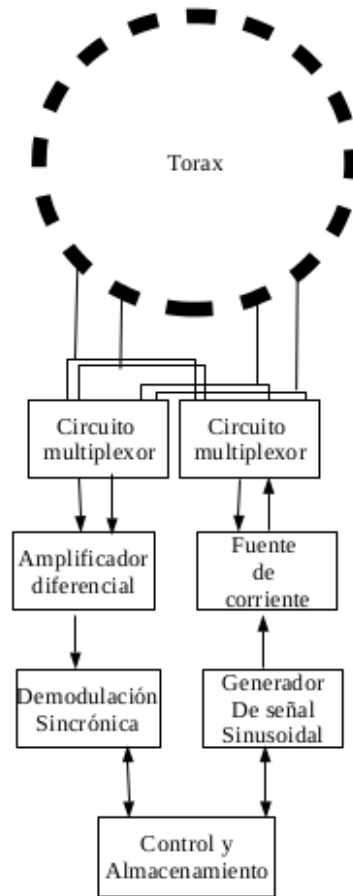 Torax
Circuito
multiplexor
Circuito
multiplexor
Amplificador
diferencial
Fuente
de
corriente
Demodulación
Sincrónica
Generador
De señal
Sinusoidal
Control y
Almacenamiento